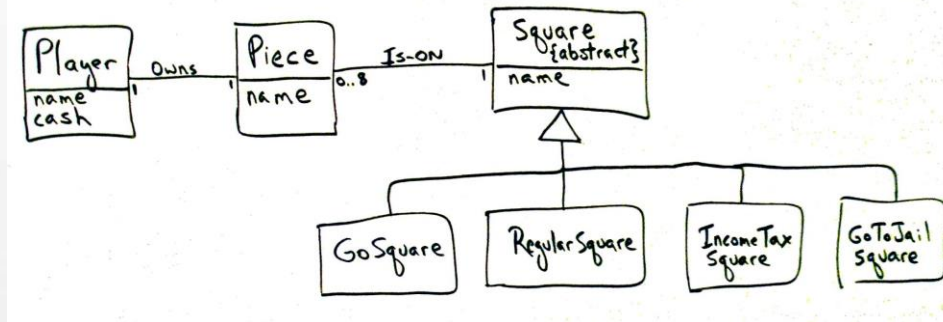 Player
name
cash
Owns
1
1
Piece
name
0..8
Is-ON
1
Square
{abstract}
name
GoSquare
RegularSquare
IncomeTax
Square
GoToJail
Square